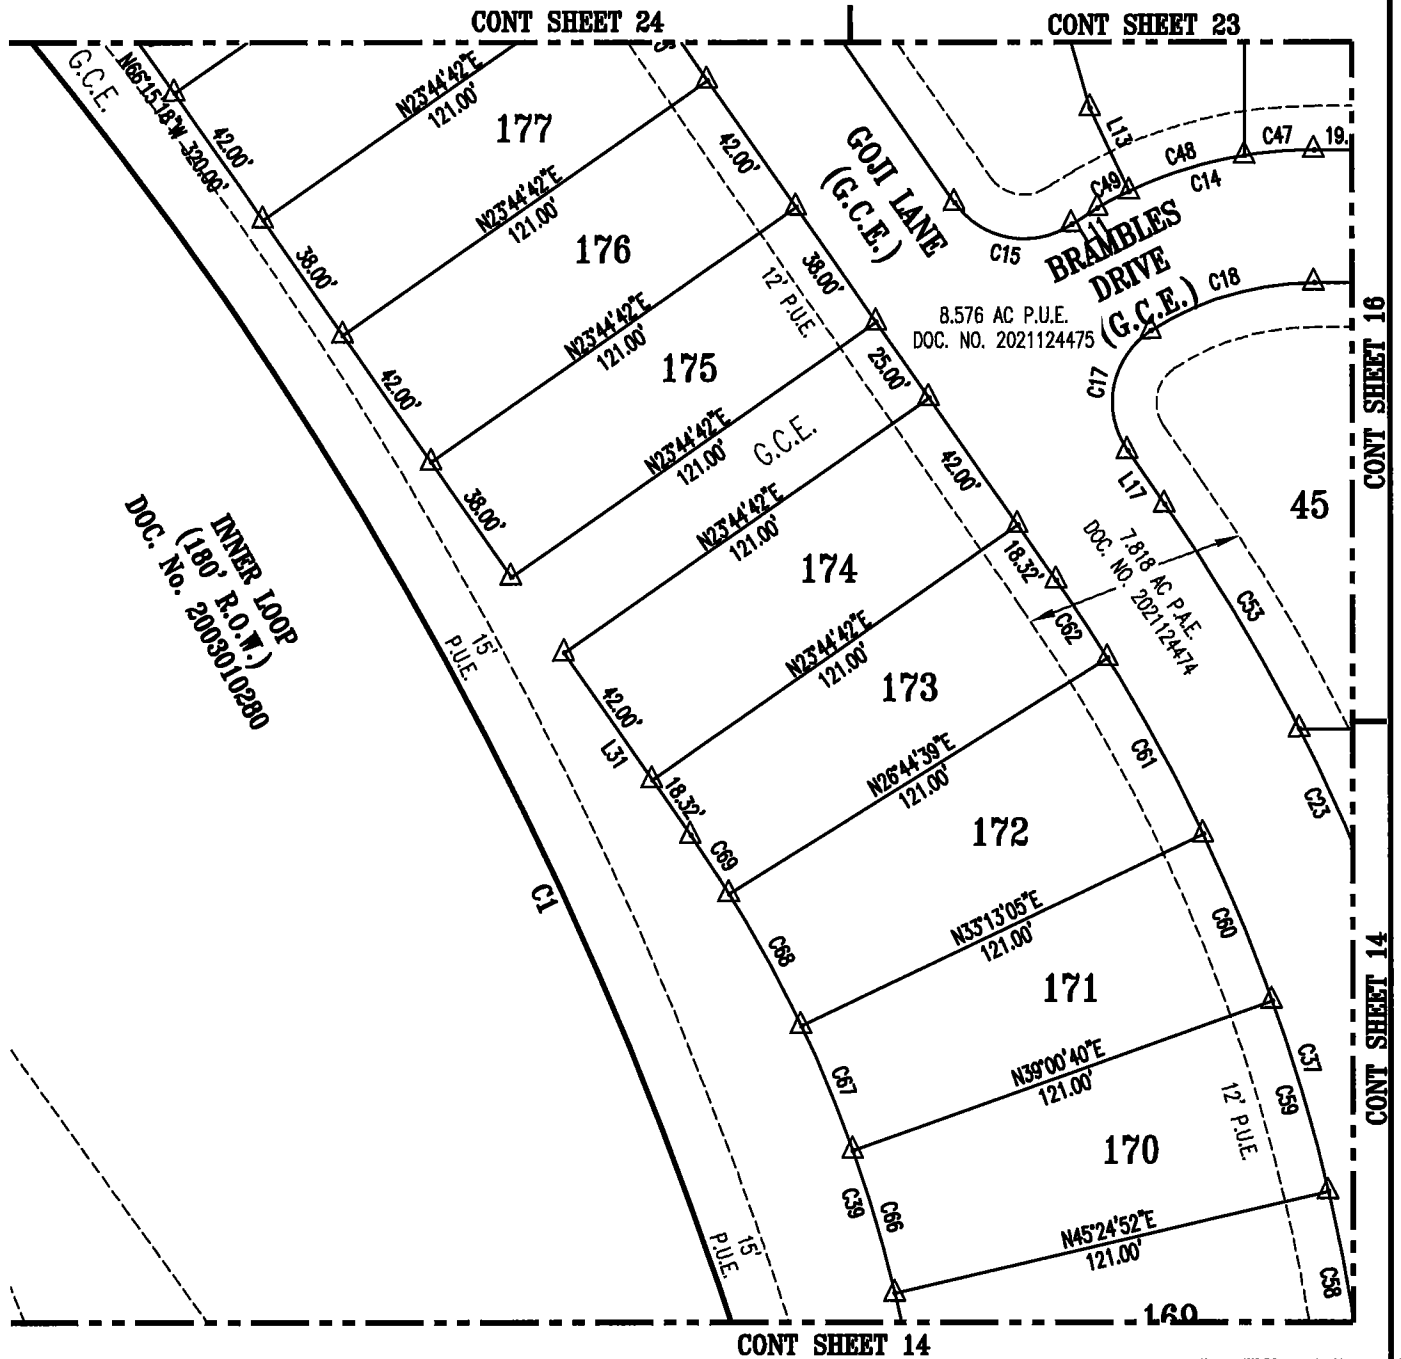 CONT SHEET 24
CONT SHEET 23
G.C.E.
N66°15'18"W 320.00'
42.00'
N23°44'42"E
121.00'
177
42.00'
GOJI LANE
(G.C.E.)
L13
C47
19.
C48
C14
C49
C15
BRAMBLES
DRIVE
(G.C.E.)
C18
N23°44'42"E
121.00'
176
38.00'
38.00'
12' P.U.E.
8.576 AC P.U.E.
DOC. NO. 2021124475
CONT SHEET 16
N23°44'42"E
121.00'
175
42.00'
25.00'
C17
N23°44'42"E
121.00'
G.C.E.
38.00'
42.00'
L17
45
INNER LOOP
(180' R.O.W.)
DOC. No. 2003010280
N23°44'42"E
121.00'
174
18.32'
7.818 AC P.A.E.
DOC. NO. 2021124474
C53
C62
15'
P.U.E.
N23°44'42"E
121.00'
173
42.00'
L31
18.32'
C61
N26°44'39"E
121.00'
C23
172
C69
C1
N33°13'05"E
121.00'
C60
C68
171
CONT SHEET 14
N39°00'40"E
121.00'
C37
C67
C59
12' P.U.E.
170
C39
C66
N45°24'52"E
121.00'
15'
P.U.E.
C58
169
CONT SHEET 14